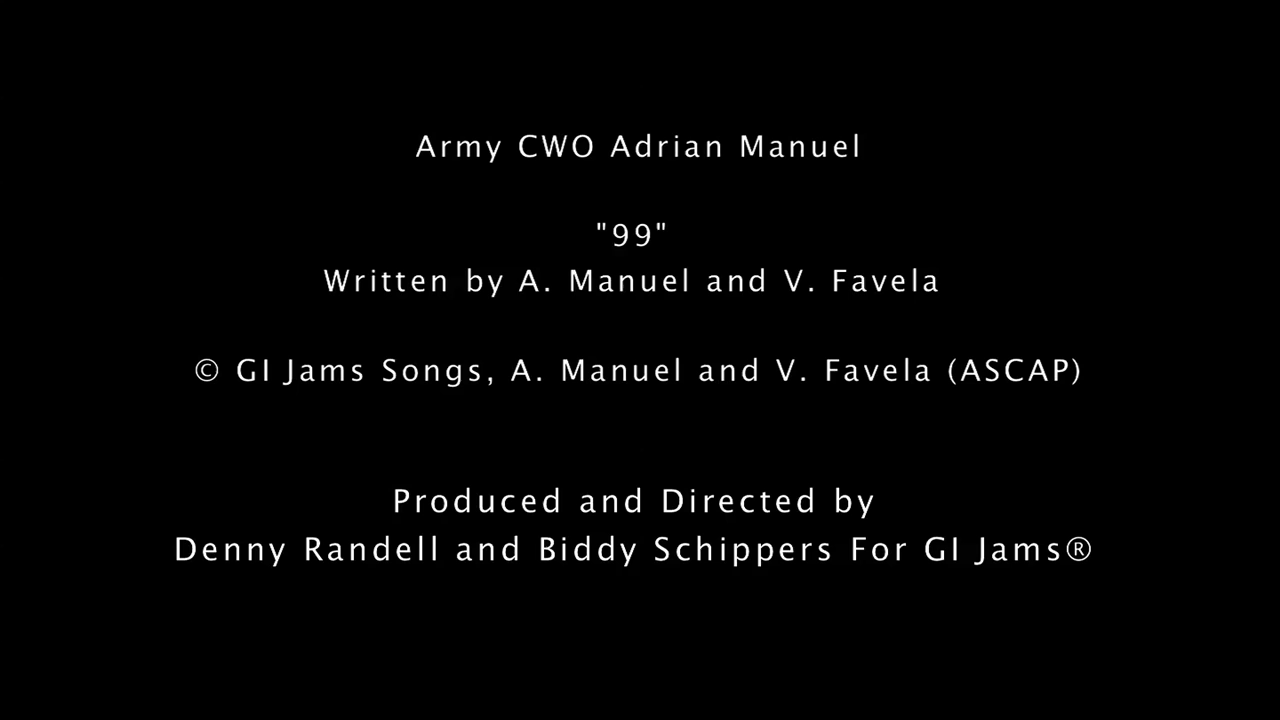 Army CWO Adrian Manuel
"99"
Written by A. Manuel and V. Favela
© GI Jams Songs, A. Manuel and V. Favela (ASCAP)
Produced and Directed by
Denny Randell and Biddy Schippers For GI Jams®